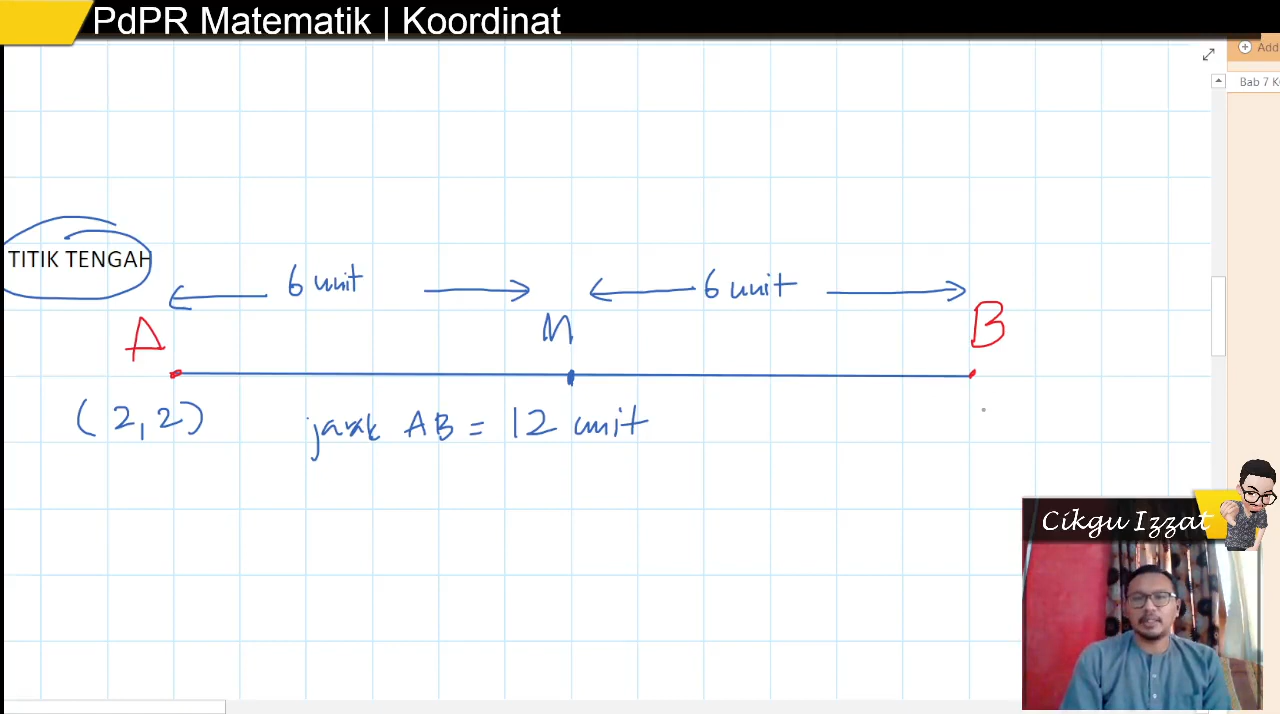 PdPR Matematik | Koordinat
Add
Bab 7 K
TITIK TENGAH
6 unit
6 unit
A
M
B
(2,2)
jarak AB = 12 unit
Cikgu Izzat